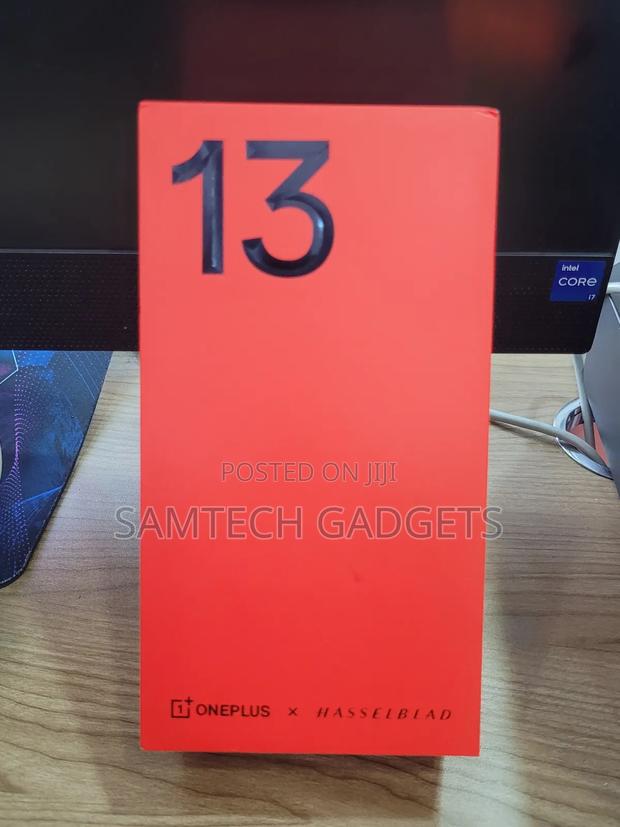 13
intel
CORE
i7
POSTED ON JIJI
SAMTECH GADGETS
1+ ONEPLUS × HASSELBLAD